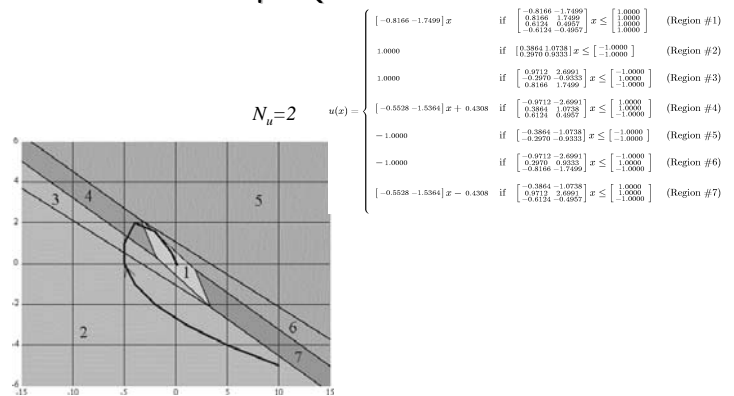 N_u=2
u(x) =
[ −0.8166 −1.7499 ] x if [ −0.8166 −1.7499 ; 0.8166 1.7499 ; 0.6124 0.4957 ; −0.6124 −0.4957 ] x ≤ [ 1.0000 ; 1.0000 ; 1.0000 ; 1.0000 ] (Region #1)
1.0000 if [ 0.3864 1.0738 ; 0.2970 0.9333 ] x ≤ [ −1.0000 ; −1.0000 ] (Region #2)
1.0000 if [ 0.9712 2.6991 ; −0.2970 −0.9333 ; 0.8166 1.7499 ] x ≤ [ −1.0000 ; 1.0000 ; −1.0000 ] (Region #3)
[ −0.5528 −1.5364 ] x + 0.4308 if [ −0.9712 −2.6991 ; 0.3864 1.0738 ; 0.6124 0.4957 ] x ≤ [ 1.0000 ; 1.0000 ; −1.0000 ] (Region #4)
− 1.0000 if [ −0.3864 −1.0738 ; −0.2970 −0.9333 ] x ≤ [ −1.0000 ; −1.0000 ] (Region #5)
− 1.0000 if [ −0.9712 −2.6991 ; 0.2970 0.9333 ; −0.8166 −1.7499 ] x ≤ [ −1.0000 ; 1.0000 ; −1.0000 ] (Region #6)
[ −0.5528 −1.5364 ] x − 0.4308 if [ −0.3864 −1.0738 ; 0.9712 2.6991 ; −0.6124 −0.4957 ] x ≤ [ 1.0000 ; 1.0000 ; −1.0000 ] (Region #7)
6
4
2
0
-2
-4
-6
3 4 5
1
2 6
7
-15 -10 -5 0 5 10 15